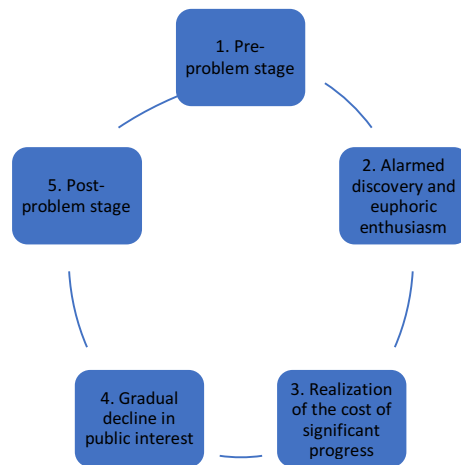 1. Pre-
problem stage
2. Alarmed
discovery and
euphoric
enthusiasm
3. Realization
of the cost of
significant
progress
4. Gradual
decline in
public interest
5. Post-
problem stage